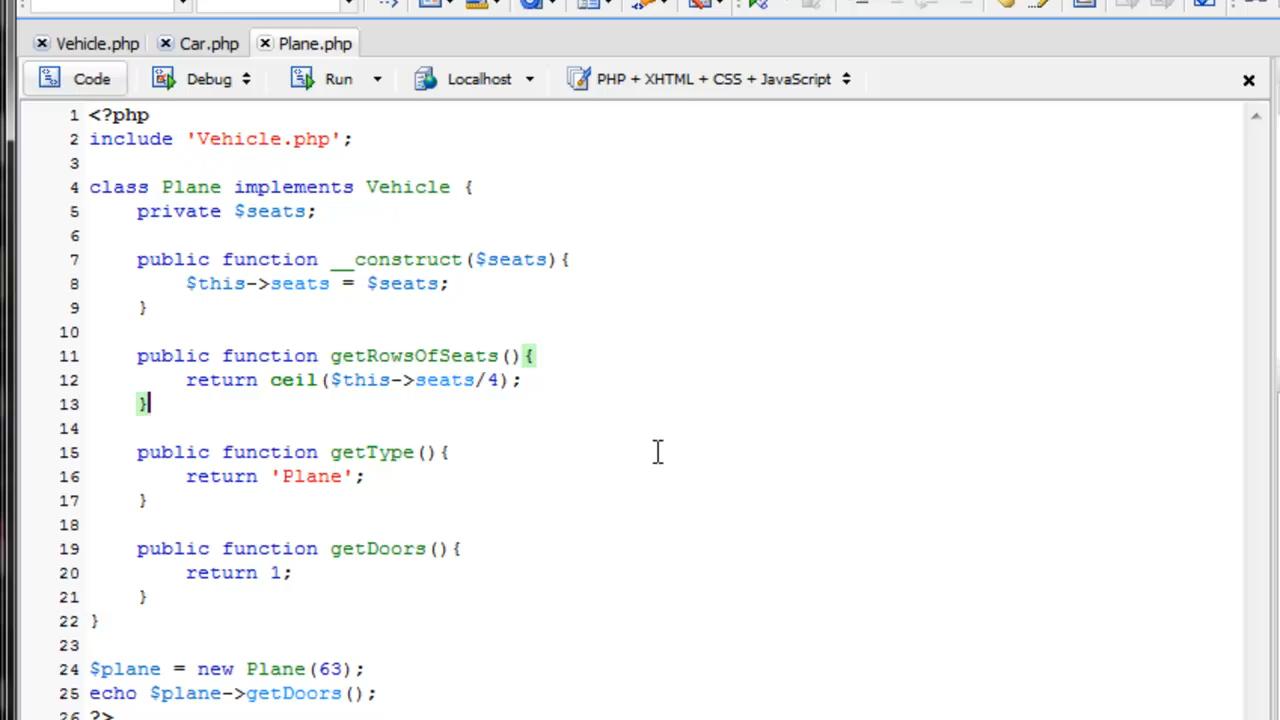 Vehicle.php Car.php Plane.php
Code Debug Run Localhost PHP + XHTML + CSS + JavaScript
1 <?php
2 include 'Vehicle.php';
3
4 class Plane implements Vehicle {
5 private $seats;
6
7 public function __construct($seats){
8 $this->seats = $seats;
9 }
10
11 public function getRowsOfSeats(){
12 return ceil($this->seats/4);
13 }
14
15 public function getType(){
16 return 'Plane';
17 }
18
19 public function getDoors(){
20 return 1;
21 }
22 }
23
24 $plane = new Plane(63);
25 echo $plane->getDoors();
26 ?>